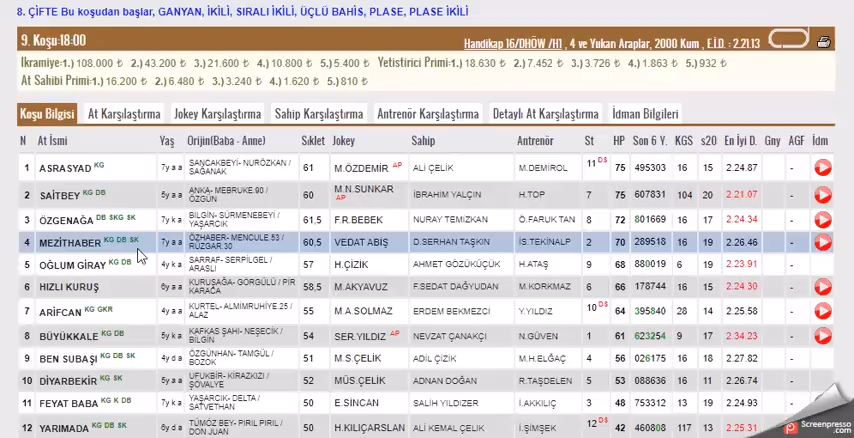 8. ÇİFTE Bu koşudan başlar, GANYAN, İKİLİ, SIRALI İKİLİ, ÜÇLÜ BAHİS, PLASE, PLASE İKİLİ
9. Koşu:18:00 Handikap 16/DHÖW /H1 , 4 ve Yukarı Araplar, 2000 Kum , E.İ.D. : 2.21.13
İkramiye:1.) 108.000 ₺ 2.) 43.200 ₺ 3.) 21.600 ₺ 4.) 10.800 ₺ 5.) 5.400 ₺ Yetiştirici Primi:1.) 18.630 ₺ 2.) 7.452 ₺ 3.) 3.726 ₺ 4.) 1.863 ₺ 5.) 932 ₺
At Sahibi Primi:1.) 16.200 ₺ 2.) 6.480 ₺ 3.) 3.240 ₺ 4.) 1.620 ₺ 5.) 810 ₺
Koşu Bilgisi At Karşılaştırma Jokey Karşılaştırma Sahip Karşılaştırma Antrenör Karşılaştırma Detaylı At Karşılaştırma İdman Bilgileri
N At İsmi Yaş Orijin(Baba - Anne) Sıklet Jokey Sahip Antrenör St HP Son 6 Y. KGS s20 En İyi D. Gny AGF İdm
1 ASRASYAD KG 7y a a SANCAKBEYİ- NURÖZKAN / SAĞANAK 61 M.ÖZDEMİR AP ALİ ÇELİK M.DEMİROL 11 DS 75 495303 16 15 2.24.87 -
2 SAİTBEY KG DB 5y a a ANKA- MEBRUKE.90 / ÖZGÜN 60 M.N.SUNKAR AP İBRAHİM YALÇIN H.TOP 7 75 607831 104 20 2.21.07 -
3 ÖZGENAĞA DB SKG SK 7y k a BİLGİN- SÜRMENEBEY / YAŞARCIK 61,5 F.R.BEBEK NURAY TEMİZKAN Ö.FARUK TAN 8 72 801669 16 17 2.24.34 -
4 MEZİTHABER KG DB SK 7y a a ÖZHABER- MENCULE.53 / RÜZGAR.30 60,5 VEDAT ABİŞ D.SERHAN TAŞKIN İS.TEKİNALP 2 70 289518 16 19 2.26.46 -
5 OĞLUM GİRAY KG DB 4y k a SARRAF- SERPİLGEL / ARASLI 57 H.ÇİZİK AHMET GÖZÜKÜÇÜK H.ATAŞ 9 68 880019 6 19 2.23.91 -
6 HIZLI KURUŞ 6y a a KURUSAĞA- GÖRGÜLÜ / PİR KARACA 58,5 M.AKYAVUZ F.SEDAT DAĞYUDAN M.KORKMAZ 6 66 178744 16 15 2.24.30 -
7 ARİFCAN KG GKR 4y a a KURTEL- ALMİMRUHİYE.25 / ALAZ 55 M.A.SOLMAZ ERDEM BEKMEZCİ Y.YILDIZ 10 DS 64 395840 28 14 2.25.58 -
8 BÜYÜKKALE KG DB 5y k a KAFKAS ŞAHI- NEŞECİK / BİLGİN 54 SER.YILDIZ AP NEVZAT ÇANAKÇI N.GÜVEN 1 61 623254 9 17 2.34.23 -
9 BEN SUBAŞI KG DB SK 4y d a ÖZGÜNHAN- TAMGÜL / BOZOK 51 M.S.ÇELİK ADİL ÇİZİK M.H.ELĞAÇ 4 56 026175 16 18 2.27.82 -
10 DİYARBEKİR KG SK 5y a a UFUKBİR- KİRAZKIZI / ŞÖVALYE 52 MÜS.ÇELİK ADNAN DOĞAN R.TAŞDELEN 5 53 088636 16 11 2.26.74 -
11 FEYAT BABA KG K DB 7y k a YAŞARCIK- DELTA / SATVETHAN 50 E.SİNCAN SALİH YILDIZER İ.AKKILIÇ 3 48 753312 13 19 2.24.93
12 YARIMADA KG DB SK 6y d a TÜMÖZ BEY- PIRIL PIRIL / DON JUAN 50 H.KILIÇARSLAN ALİ KEMAL ÇELİK İ.ŞİMŞEK 12 DS 42 460808 117 13 2.25.31
Screenpresso